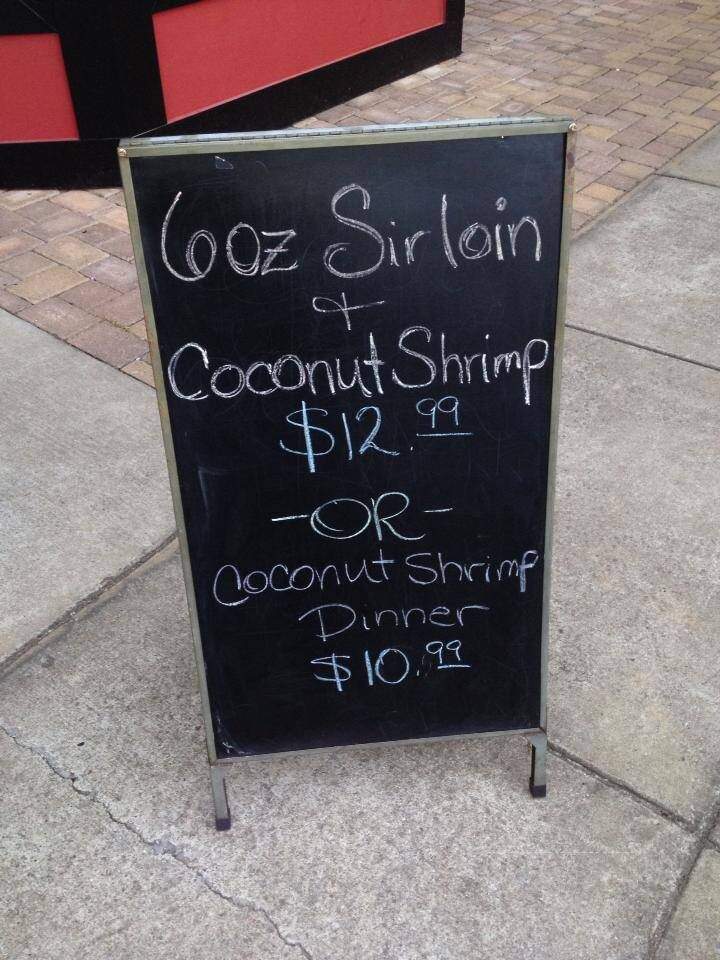 6oz Sirloin
+
Coconut Shrimp
$12.99
-OR-
Coconut Shrimp
Dinner
$10.99